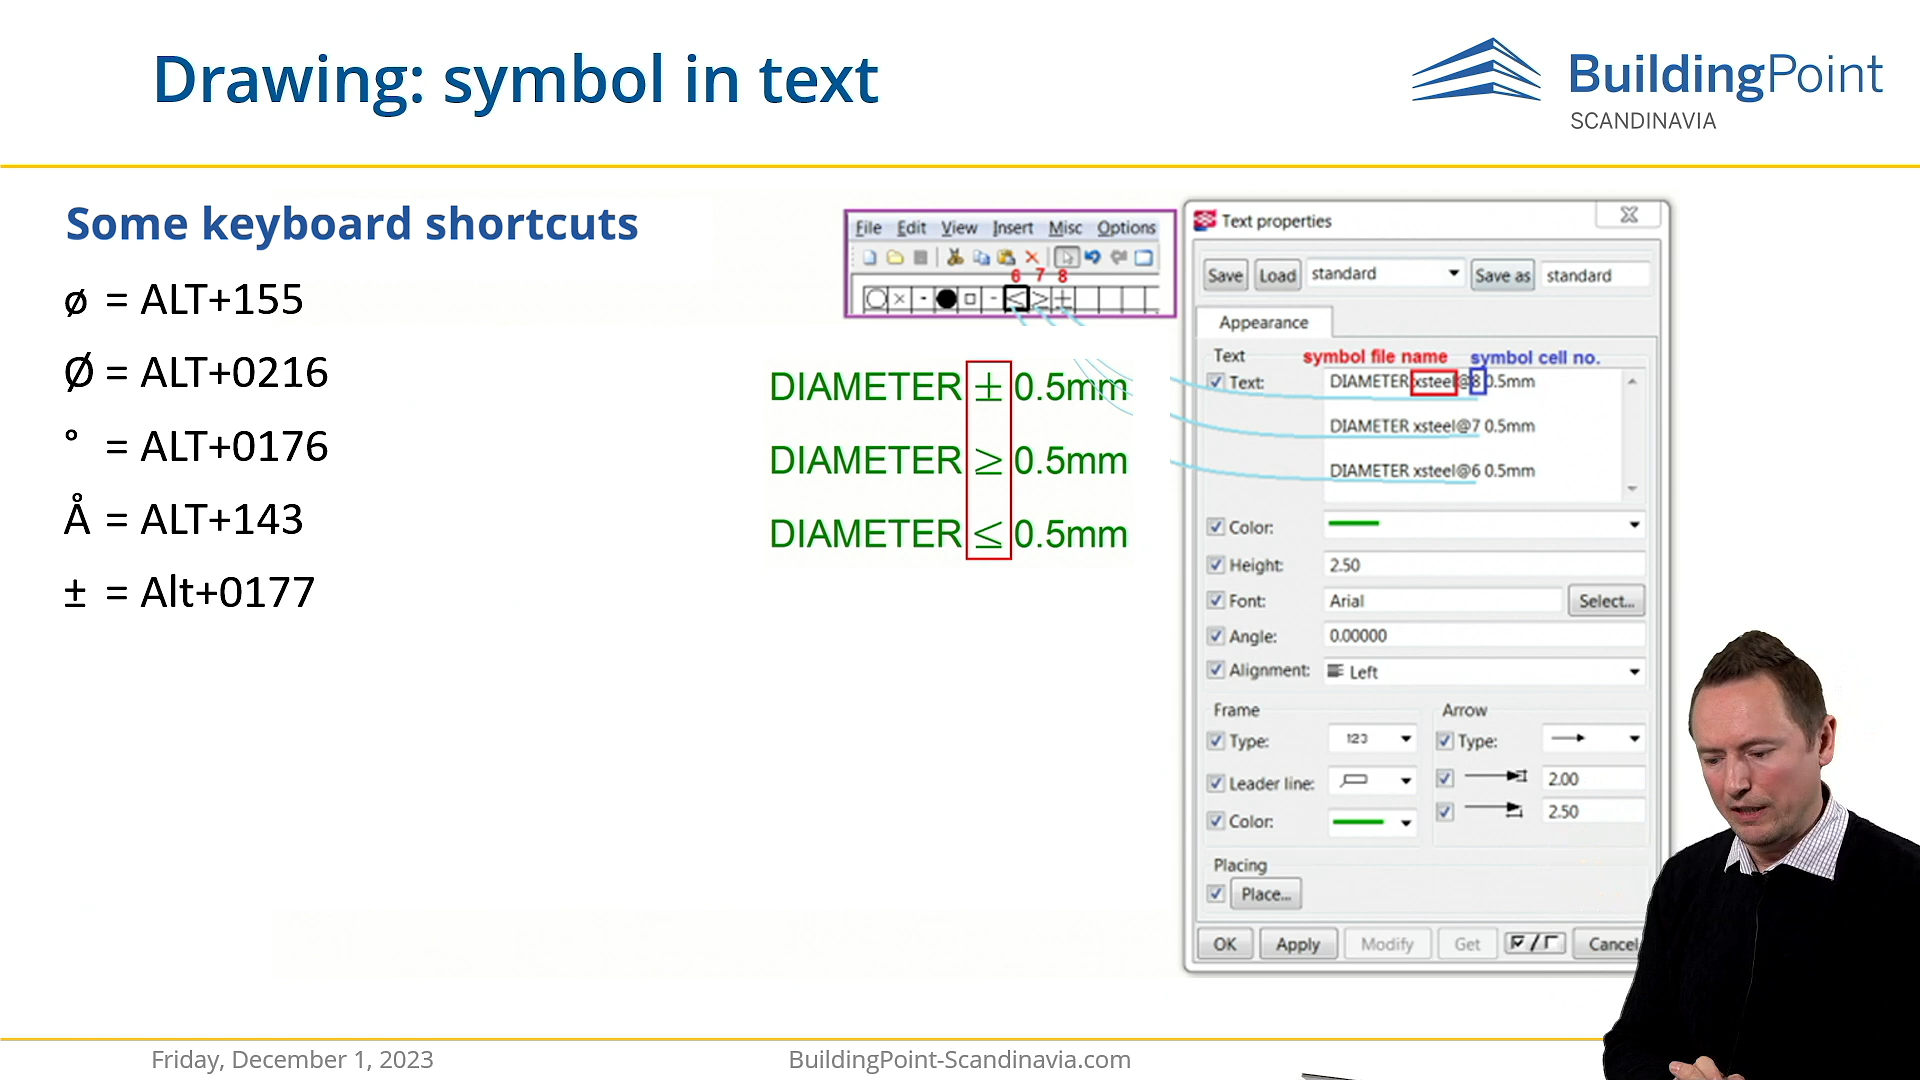 Drawing: symbol in text
BuildingPoint
SCANDINAVIA
Some keyboard shortcuts
ø = ALT+155
Ø = ALT+0216
° = ALT+0176
Å = ALT+143
± = Alt+0177
File Edit View Insert Misc Options
6 7 8
DIAMETER ± 0.5mm
DIAMETER ≥ 0.5mm
DIAMETER ≤ 0.5mm
Text properties
Save Load standard Save as standard
Appearance
Text symbol file name symbol cell no.
Text: DIAMETER xsteel@8 0.5mm
DIAMETER xsteel@7 0.5mm
DIAMETER xsteel@6 0.5mm
Color:
Height: 2.50
Font: Arial Select...
Angle: 0.00000
Alignment: Left
Frame Arrow
Type: 123 Type:
Leader line: 2.00
Color: 2.50
Placing
Place...
OK Apply Modify Get Cancel
Friday, December 1, 2023
BuildingPoint-Scandinavia.com